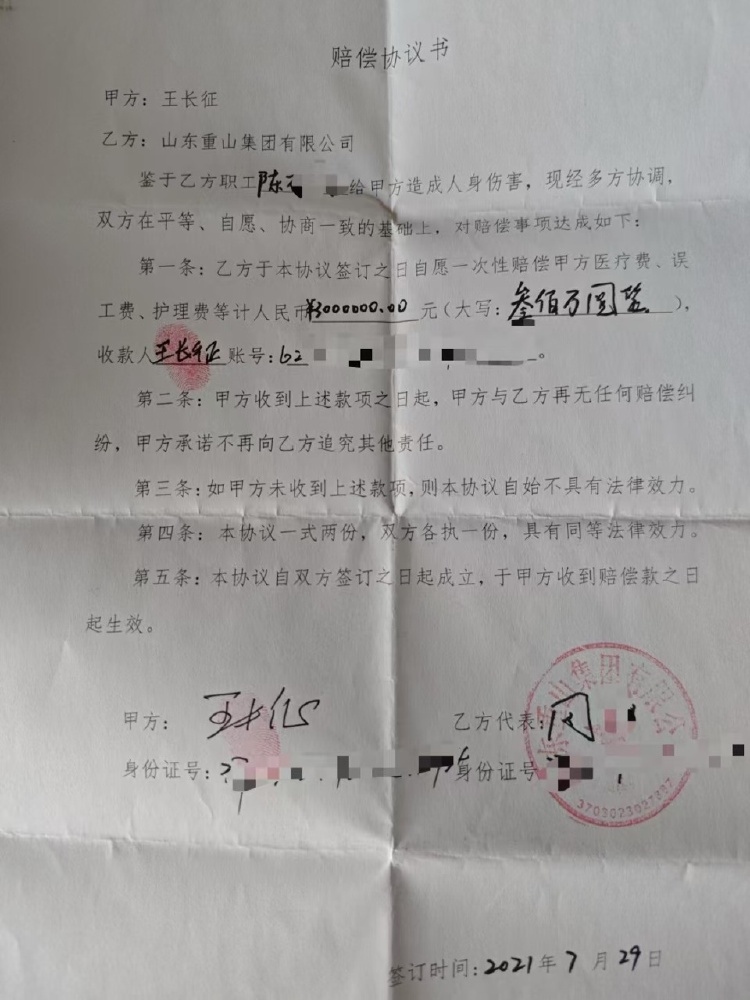 赔偿协议书
甲方：王长征
乙方：山东重山集团有限公司
鉴于乙方职工陈 给甲方造成人身伤害，现经多方协调，
双方在平等、自愿、协商一致的基础上，对赔偿事项达成如下：
第一条：乙方于本协议签订之日自愿一次性赔偿甲方医疗费、误
工费、护理费等计人民币¥3000000.00元（大写：叁佰万圆整），
收款人王长征账号：62 。
第二条：甲方收到上述款项之日起，甲方与乙方再无任何赔偿纠
纷，甲方承诺不再向乙方追究其他责任。
第三条：如甲方未收到上述款项，则本协议自始不具有法律效力。
第四条：本协议一式两份，双方各执一份，具有同等法律效力。
第五条：本协议自双方签订之日起成立，于甲方收到赔偿款之日
起生效。
甲方：王长征 乙方代表：周
身份证号： 身份证号
山集团有限公
3703023027
签订时间：2021年7月29日